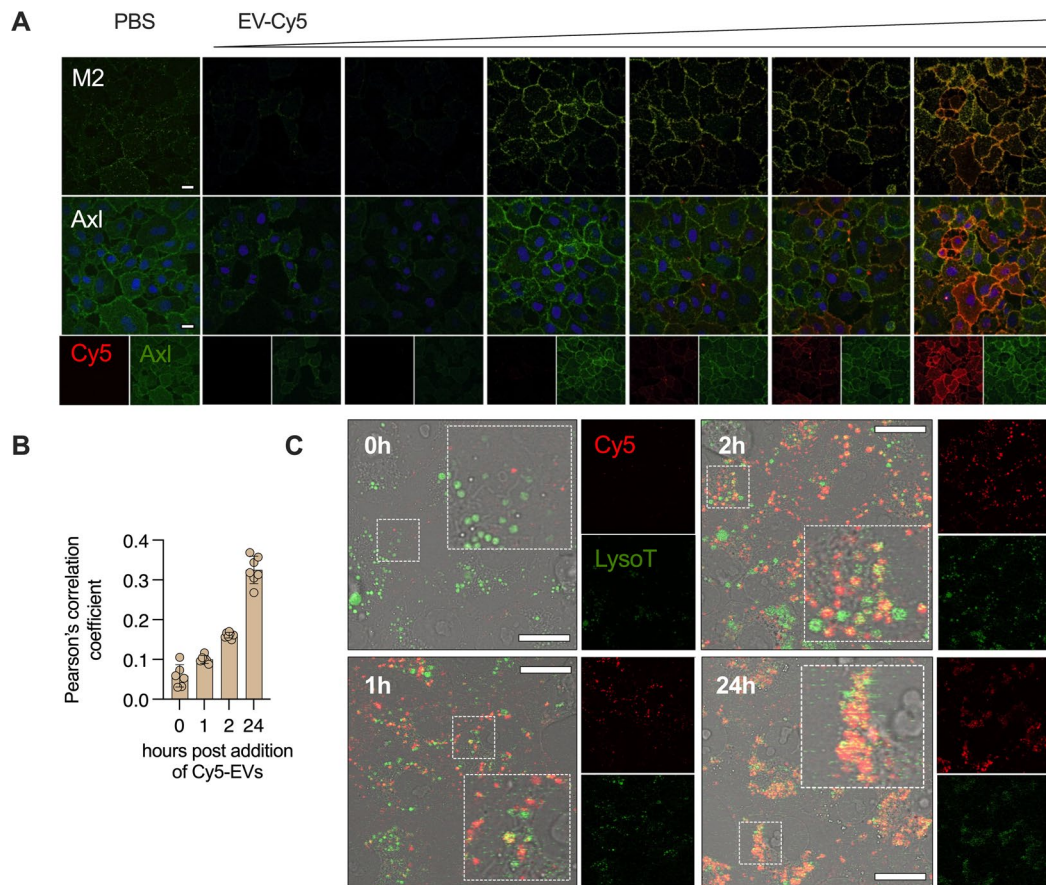 A
PBS
EV-Cy5
M2
Axl
Cy5
Axl
B
Pearson's correlation
coefficient
0.4
0.3
0.2
0.1
0.0
0
1
2
24
hours post addition
of Cy5-EVs
C
0h
Cy5
LysoT
2h
1h
24h